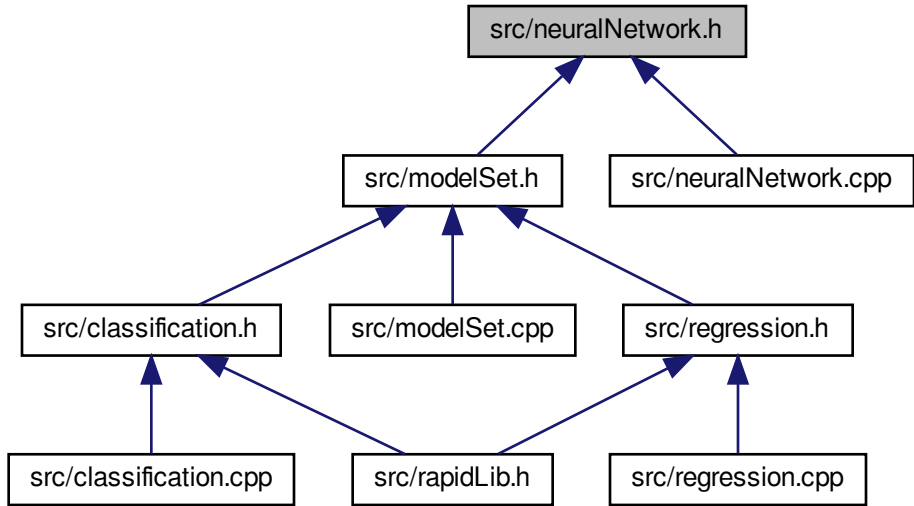 src/neuralNetwork.h
src/modelSet.h
src/neuralNetwork.cpp
src/classification.h
src/modelSet.cpp
src/regression.h
src/classification.cpp
src/rapidLib.h
src/regression.cpp